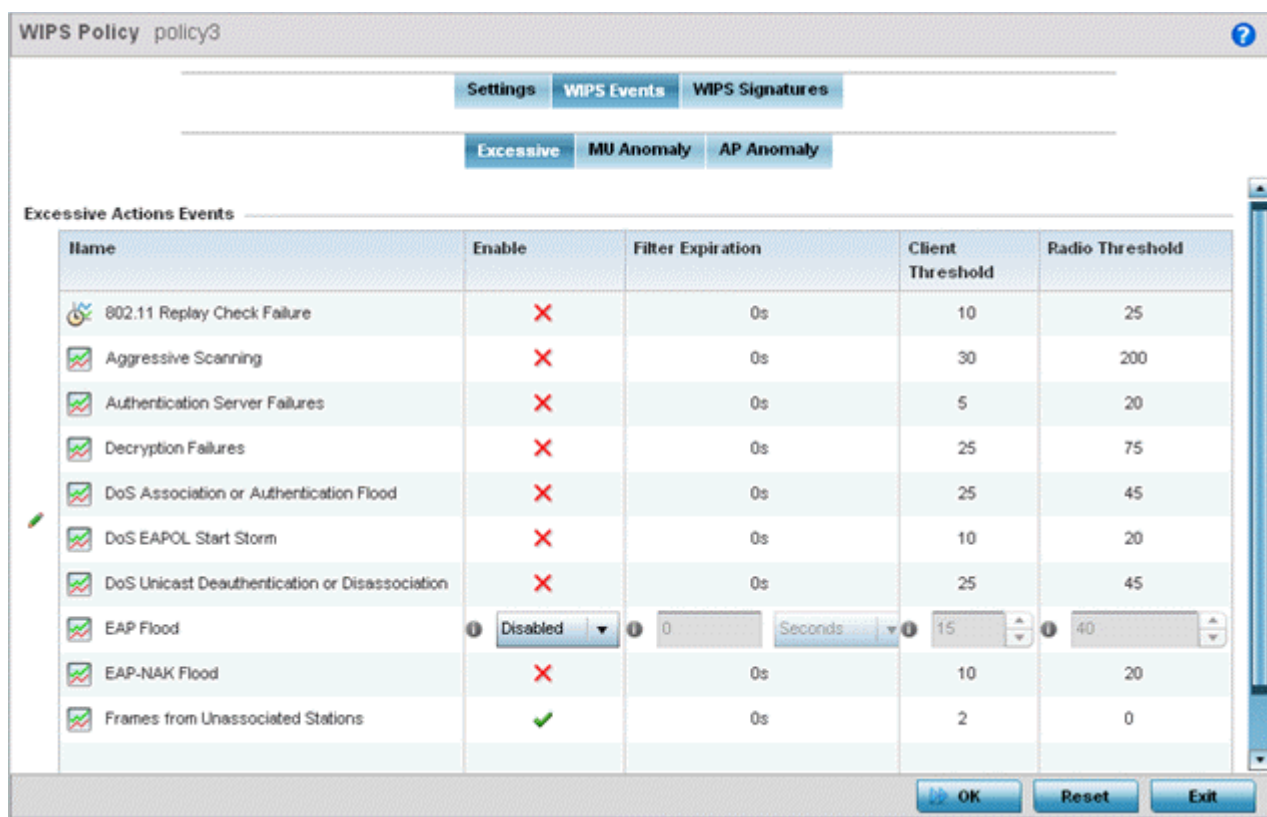 WIPS Policy policy3
Settings WIPS Events WIPS Signatures
Excessive MU Anomaly AP Anomaly
Excessive Actions Events
Name Enable Filter Expiration Client Threshold Radio Threshold
802.11 Replay Check Failure 0s 10 25
Aggressive Scanning 0s 30 200
Authentication Server Failures 0s 5 20
Decryption Failures 0s 25 75
DoS Association or Authentication Flood 0s 25 45
DoS EAPOL Start Storm 0s 10 20
DoS Unicast Deauthentication or Disassociation 0s 25 45
EAP Flood Disabled 0 Seconds 15 40
EAP-NAK Flood 0s 10 20
Frames from Unassociated Stations 0s 2 0
OK Reset Exit